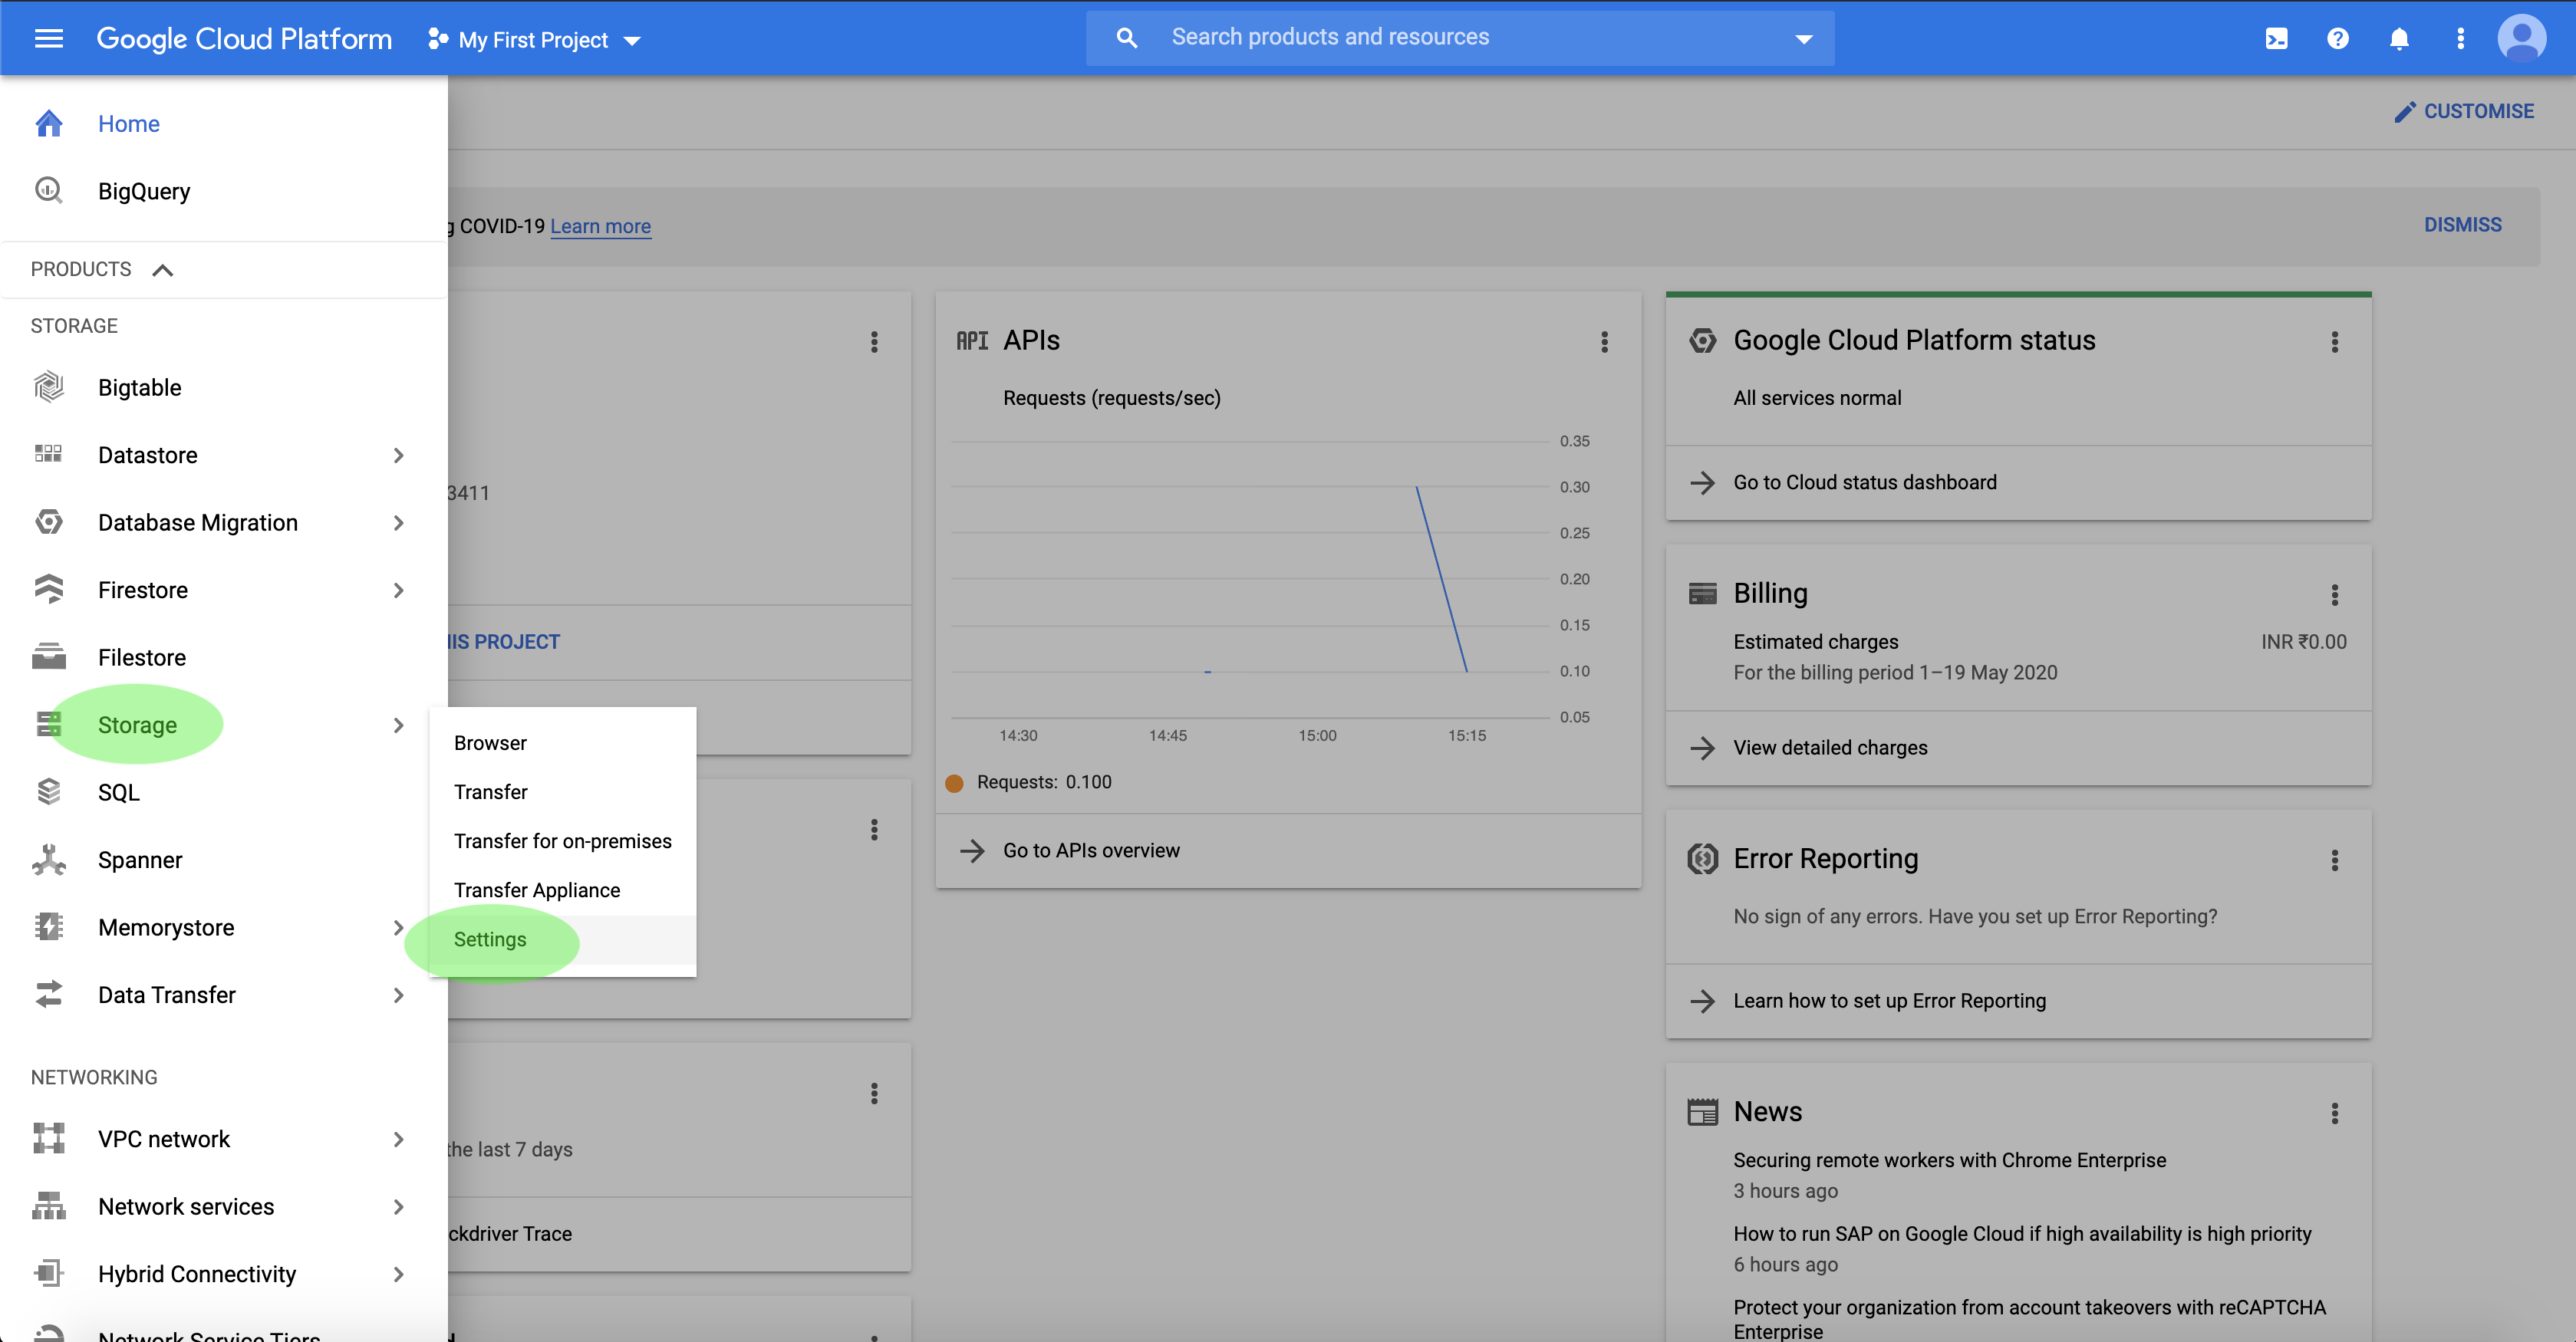 Google Cloud Platform
My First Project
Search products and resources
Home
BigQuery
PRODUCTS
STORAGE
Bigtable
Datastore
Database Migration
Firestore
Filestore
Storage
SQL
Spanner
Memorystore
Data Transfer
NETWORKING
VPC network
Network services
Hybrid Connectivity
Network Service Tiers
Browser
Transfer
Transfer for on-premises
Transfer Appliance
Settings
CUSTOMISE
COVID-19 Learn more
DISMISS
3411
PROJECT
the last 7 days
Trace
API APIs
Requests (requests/sec)
0.35
0.30
0.25
0.20
0.15
0.10
0.05
14:30 14:45 15:00 15:15
Requests: 0.100
Go to APIs overview
Google Cloud Platform status
All services normal
Go to Cloud status dashboard
Billing
Estimated charges INR ₹0.00
For the billing period 1–19 May 2020
View detailed charges
Error Reporting
No sign of any errors. Have you set up Error Reporting?
Learn how to set up Error Reporting
News
Securing remote workers with Chrome Enterprise
3 hours ago
How to run SAP on Google Cloud if high availability is high priority
6 hours ago
Protect your organization from account takeovers with reCAPTCHA
Enterprise